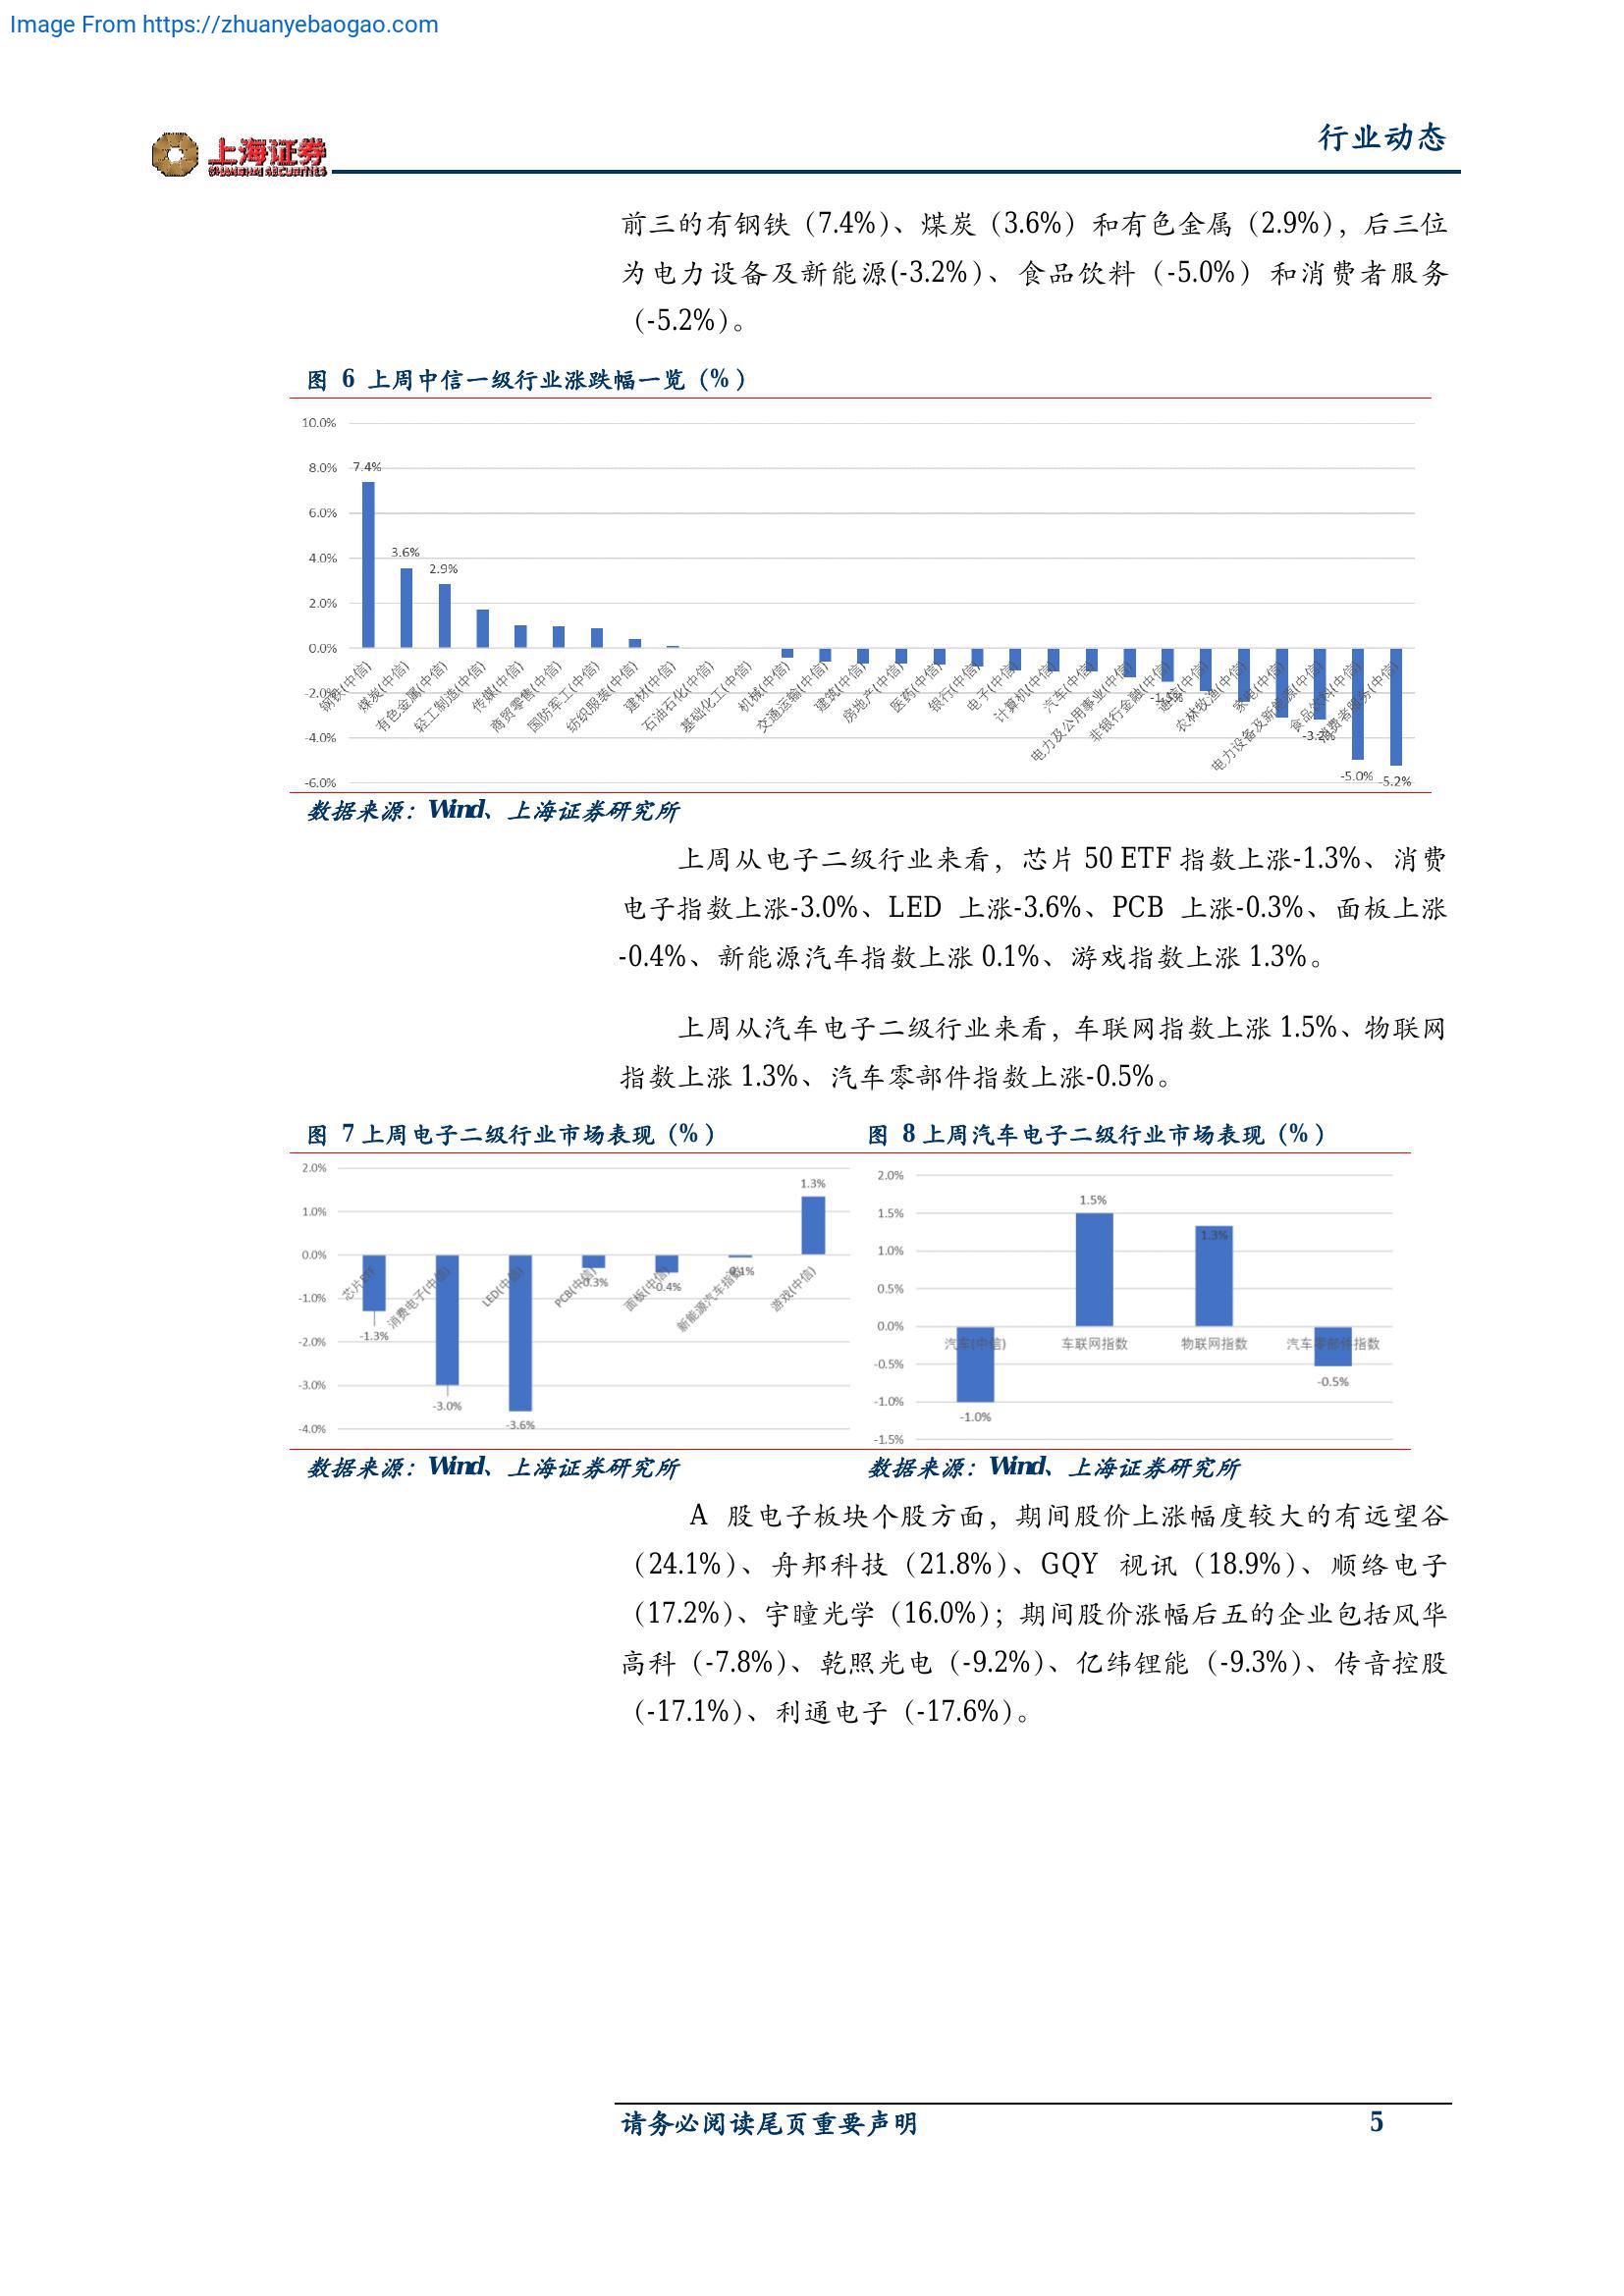 Image From https://zhuanyebaogao.com
上海证券
SHANGHAI SECURITIES
行业动态
前三的有钢铁（7.4%）、煤炭（3.6%）和有色金属（2.9%），后三位
为电力设备及新能源(-3.2%）、食品饮料（-5.0%）和消费者服务
（-5.2%）。
图 6 上周中信一级行业涨跌幅一览（%）
10.0%
8.0%
6.0%
4.0%
2.0%
0.0%
-2.0%
-4.0%
-6.0%
7.4%
3.6%
2.9%
-3.2%
-5.0%
-5.2%
钢铁(中信)
煤炭(中信)
有色金属(中信)
轻工制造(中信)
传媒(中信)
商贸零售(中信)
国防军工(中信)
纺织服装(中信)
建材(中信)
石油石化(中信)
基础化工(中信)
机械(中信)
交通运输(中信)
建筑(中信)
房地产(中信)
医药(中信)
银行(中信)
电子(中信)
计算机(中信)
汽车(中信)
电力及公用事业(中信)
非银行金融(中信)
通信(中信)
农林牧渔(中信)
家电(中信)
电力设备及新能源(中信)
食品饮料(中信)
消费者服务(中信)
数据来源：Wind、上海证券研究所
上周从电子二级行业来看，芯片 50 ETF 指数上涨-1.3%、消费
电子指数上涨-3.0%、LED 上涨-3.6%、PCB 上涨-0.3%、面板上涨
-0.4%、新能源汽车指数上涨 0.1%、游戏指数上涨 1.3%。
上周从汽车电子二级行业来看，车联网指数上涨 1.5%、物联网
指数上涨 1.3%、汽车零部件指数上涨-0.5%。
图 7 上周电子二级行业市场表现（%）
2.0%
1.0%
0.0%
-1.0%
-2.0%
-3.0%
-4.0%
-1.3%
-3.0%
-3.6%
-0.3%
-0.4%
1.3%
消费电子(中信)
LED(中信)
PCB(中信)
面板(中信)
新能源汽车指数
游戏(中信)
图 8 上周汽车电子二级行业市场表现（%）
2.0%
1.5%
1.0%
0.5%
0.0%
-0.5%
-1.0%
-1.5%
-1.0%
1.5%
1.3%
-0.5%
汽车(中信)
车联网指数
物联网指数
汽车零部件指数
数据来源：Wind、上海证券研究所
数据来源：Wind、上海证券研究所
A 股电子板块个股方面，期间股价上涨幅度较大的有远望谷
（24.1%）、舟邦科技（21.8%）、GQY 视讯（18.9%）、顺络电子
（17.2%）、宇瞳光学（16.0%）；期间股价涨幅后五的企业包括风华
高科（-7.8%）、乾照光电（-9.2%）、亿纬锂能（-9.3%）、传音控股
（-17.1%）、利通电子（-17.6%）。
请务必阅读尾页重要声明
5